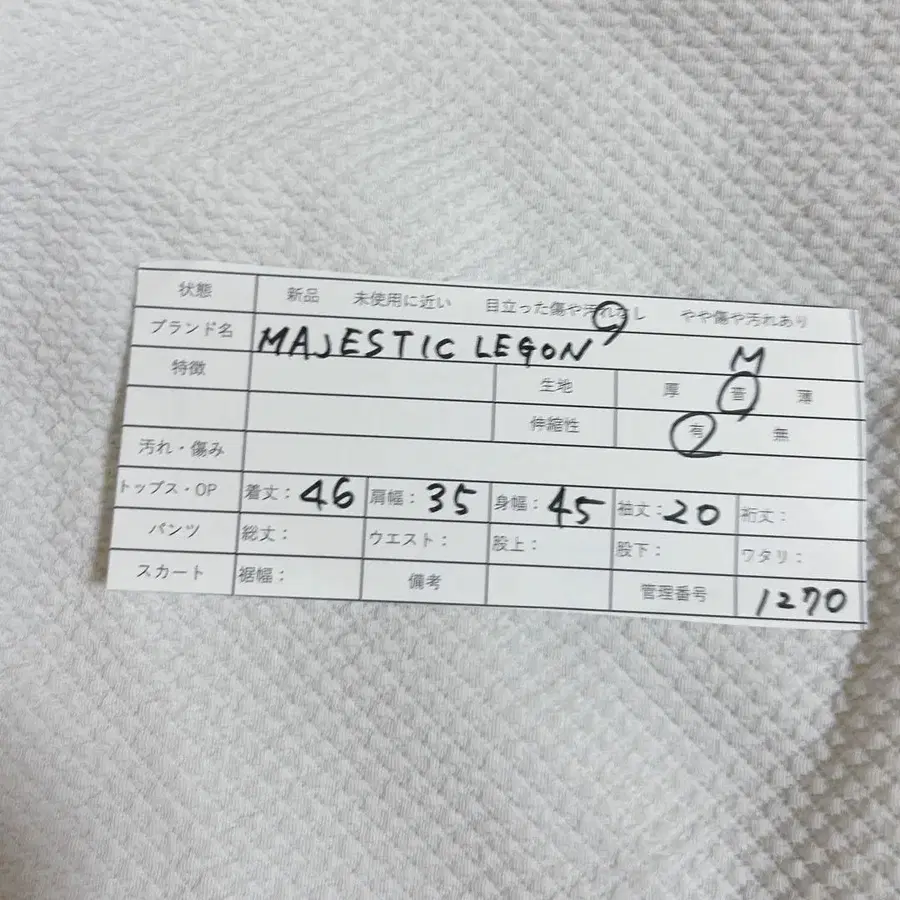 状態 新品 未使用に近い 目立った傷や汚れなし やや傷や汚れあり
ブランド名 MAJESTIC LEGON M
特徴 生地 厚 普 薄
伸縮性 有 無
汚れ・傷み
トップス・OP 着丈: 46 肩幅: 35 身幅: 45 袖丈: 20 裄丈:
パンツ 総丈: ウエスト: 股上: 股下: ワタリ:
スカート 裾幅: 備考 管理番号 1270